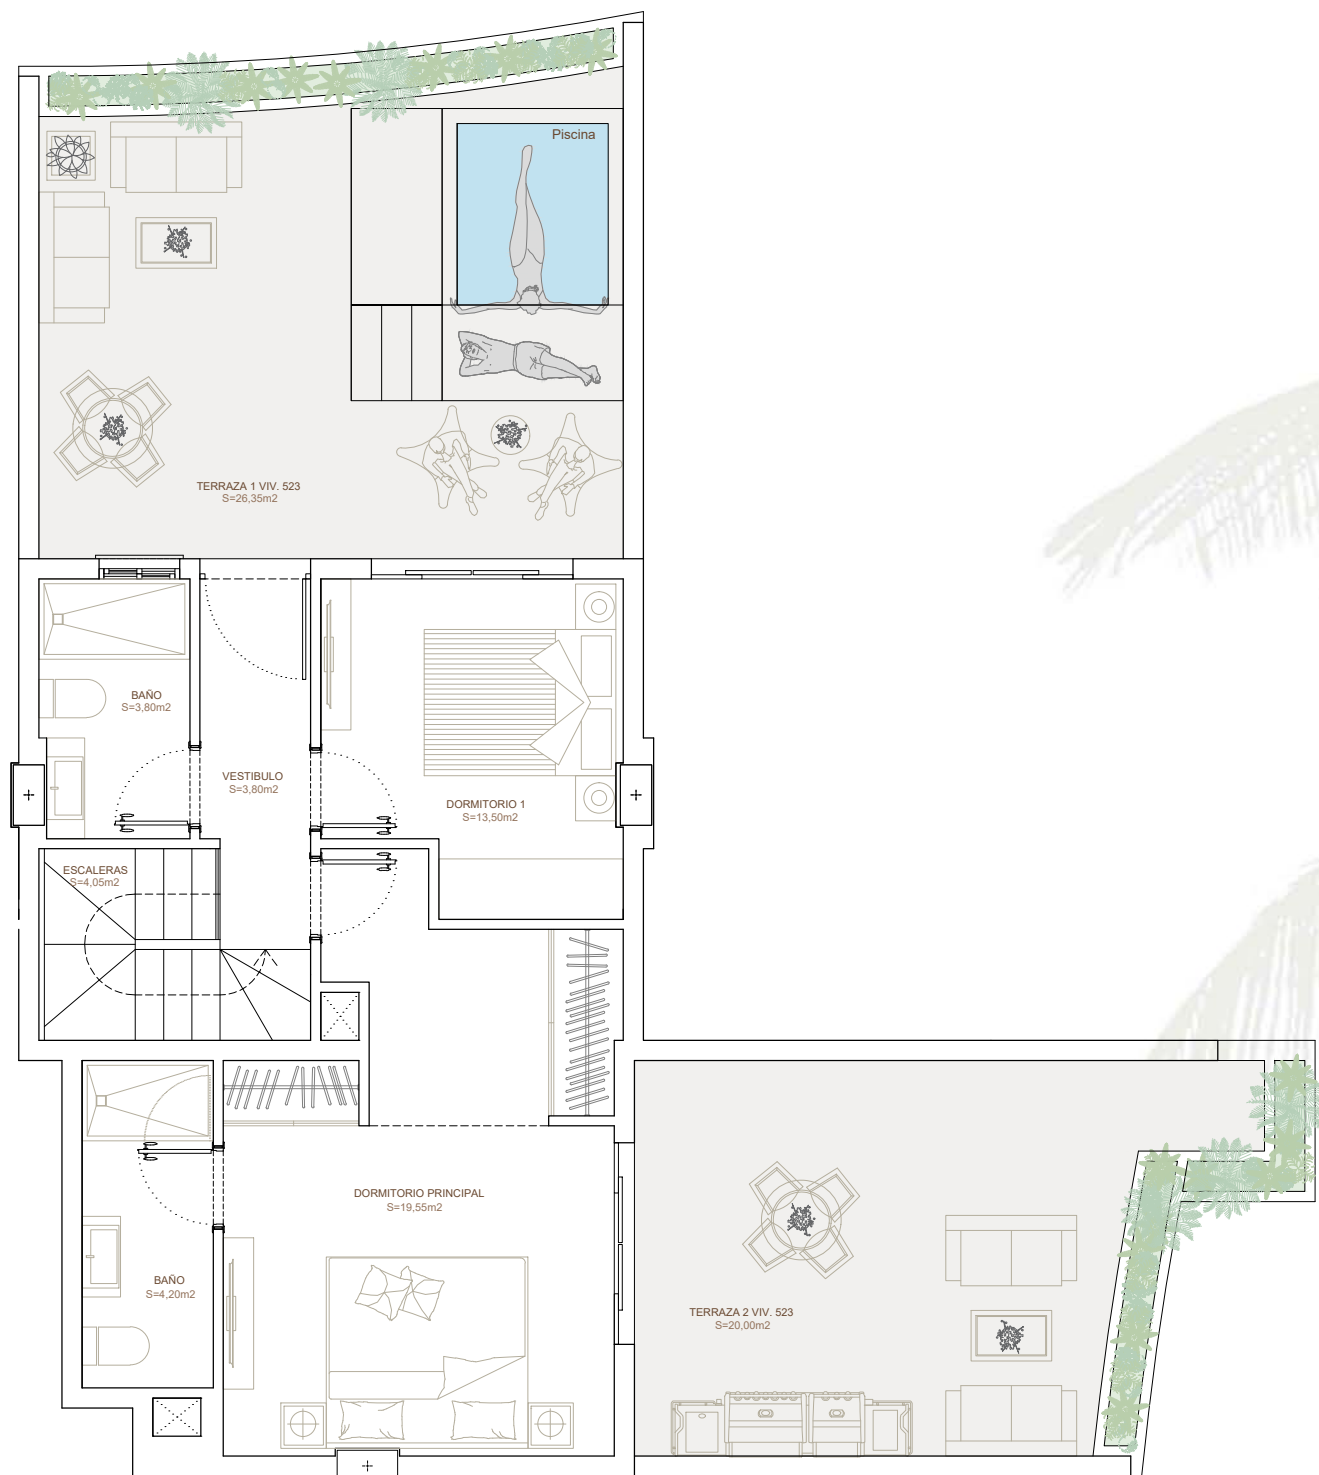 Piscina
TERRAZA 1 VIV. 523
S=26,35m2
BAÑO
S=3,80m2
VESTIBULO
S=3,80m2
DORMITORIO 1
S=13,50m2
ESCALERAS
S=4,05m2
DORMITORIO PRINCIPAL
S=19,55m2
BAÑO
S=4,20m2
TERRAZA 2 VIV. 523
S=20,00m2